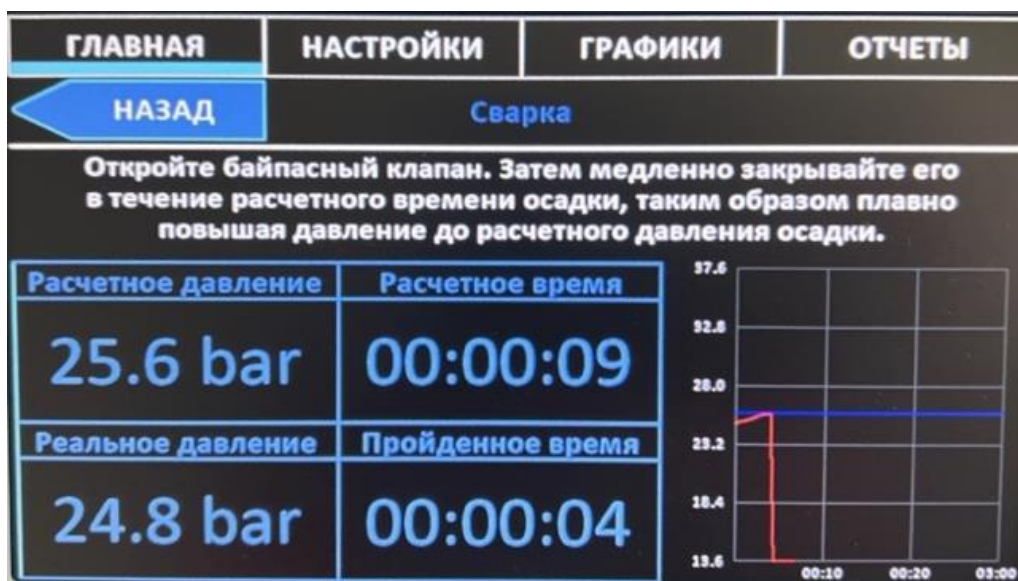 ГЛАВНАЯ НАСТРОЙКИ ГРАФИКИ ОТЧЕТЫ
НАЗАД Сварка
Откройте байпасный клапан. Затем медленно закрывайте его
в течение расчетного времени осадки, таким образом плавно
повышая давление до расчетного давления осадки.
Расчетное давление Расчетное время
25.6 bar 00:00:09
Реальное давление Пройденное время
24.8 bar 00:00:04
37.6
32.8
28.0
23.2
18.4
13.6
00:10 00:20 03:00